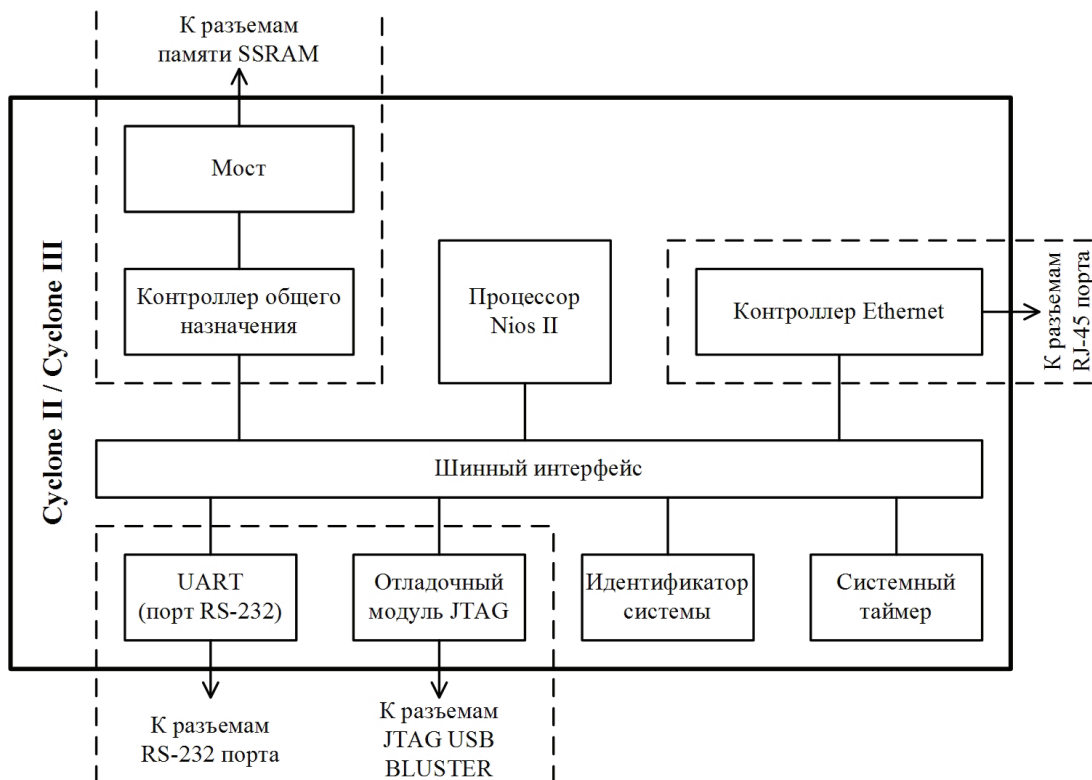 К разъемам
памяти SSRAM
Мост
Контроллер общего
назначения
Процессор
Nios II
Контроллер Ethernet
К разъемам
RJ-45 порта
Cyclone II / Cyclone III
Шинный интерфейс
UART
(порт RS-232)
Отладочный
модуль JTAG
Идентификатор
системы
Системный
таймер
К разъемам
RS-232 порта
К разъемам
JTAG USB
BLUSTER